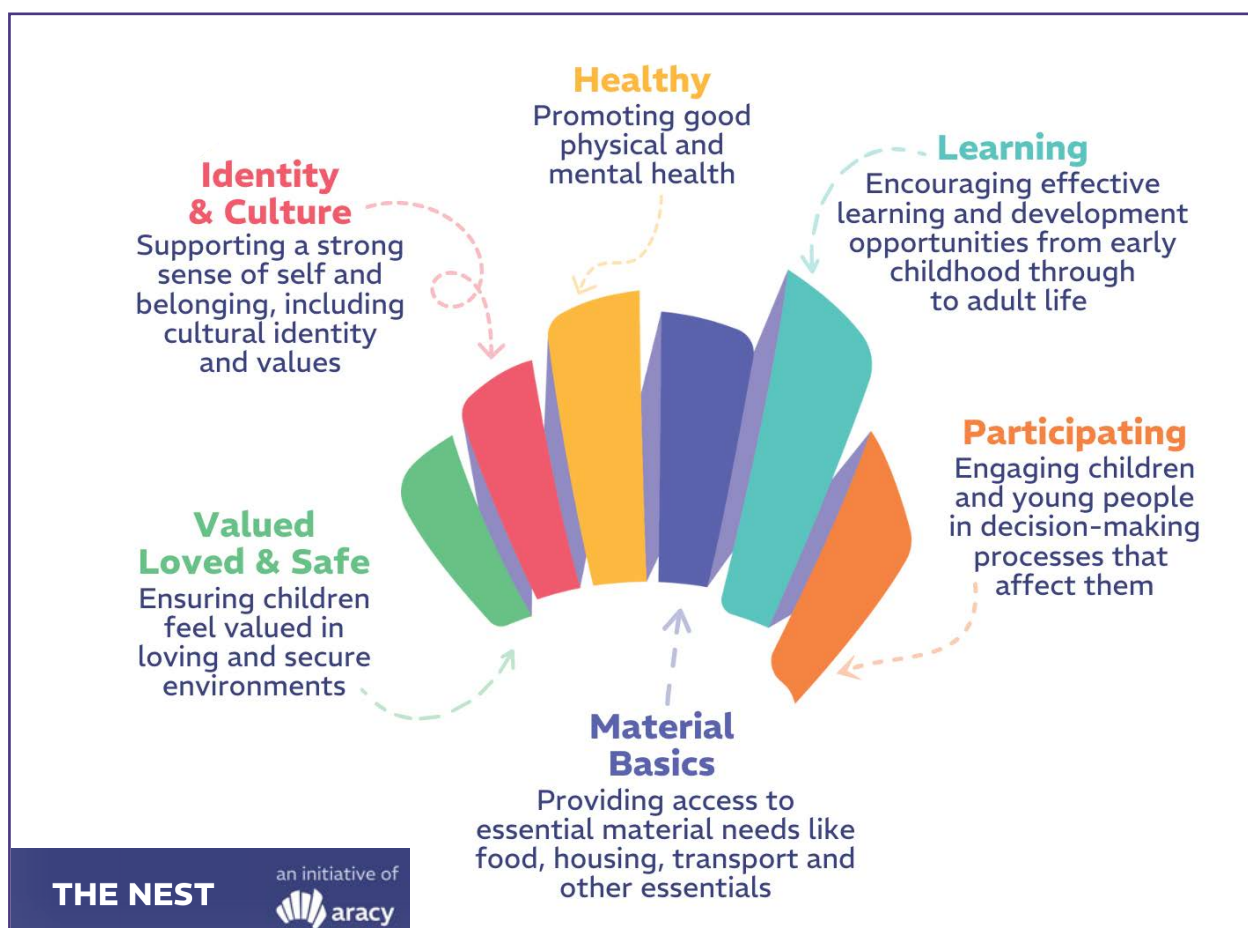 Healthy
Promoting good
physical and
mental health
Identity
& Culture
Supporting a strong
sense of self and
belonging, including
cultural identity
and values
Learning
Encouraging effective
learning and development
opportunities from early
childhood through
to adult life
Valued
Loved & Safe
Ensuring children
feel valued in
loving and secure
environments
Participating
Engaging children
and young people
in decision-making
processes that
affect them
Material
Basics
Providing access to
essential material needs like
food, housing, transport and
other essentials
THE NEST
an initiative of
aracy